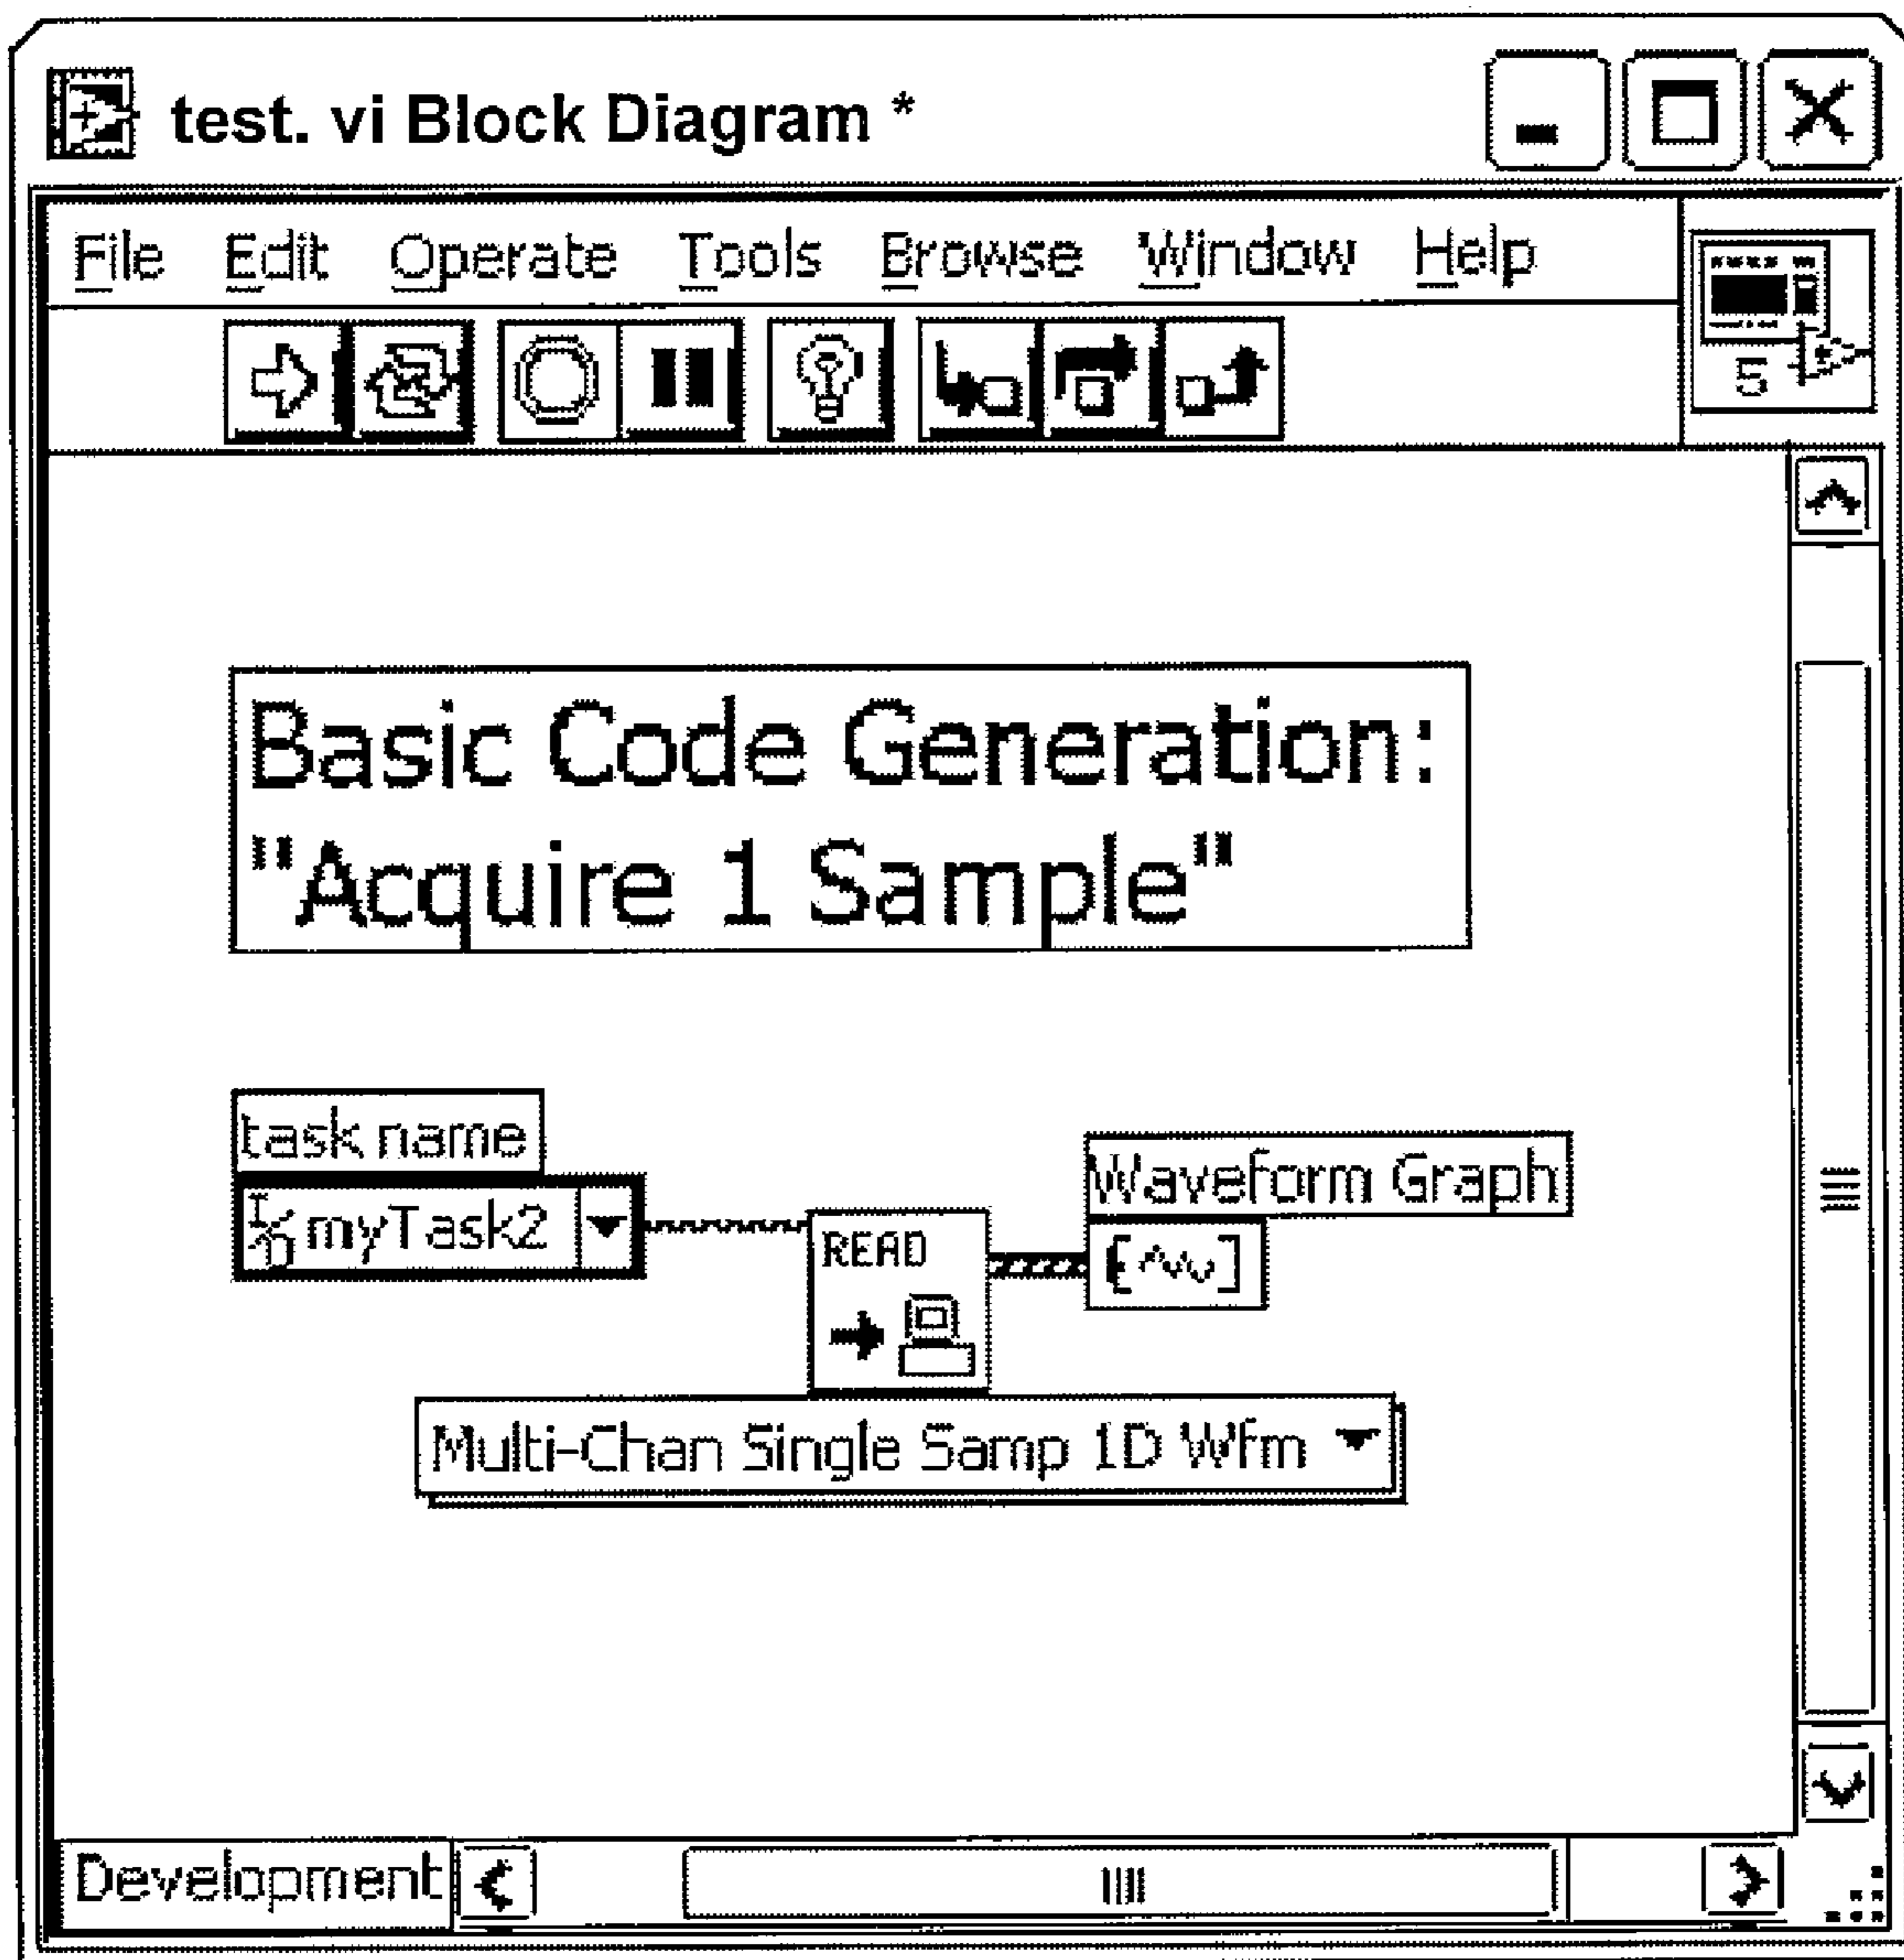 test. vi Block Diagram *
File Edit Operate Tools Browse Window Help
5
Basic Code Generation:
"Acquire 1 Sample"
task name
myTask2
Waveform Graph
READ
Multi-Chan Single Samp 1D Wfm
Development